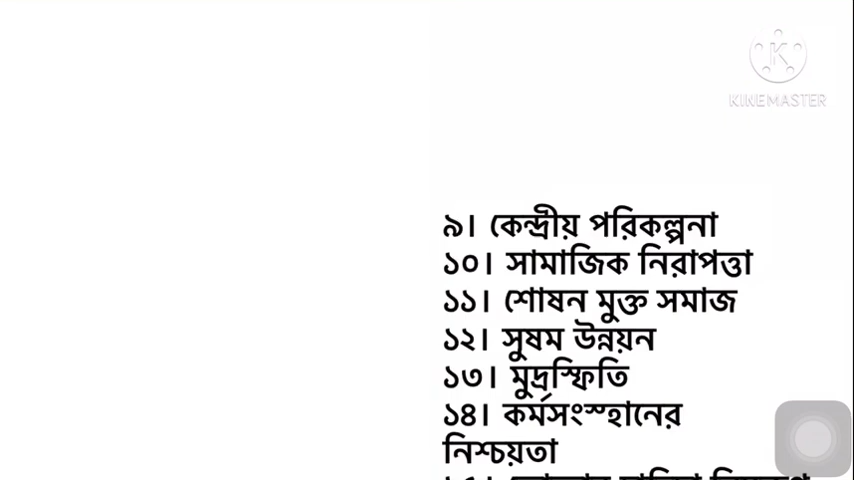 KINEMASTER
৯। কেন্দ্রীয় পরিকল্পনা
১০। সামাজিক নিরাপত্তা
১১। শোষন মুক্ত সমাজ
১২। সুষম উন্নয়ন
১৩। মুদ্রস্ফিতি
১৪। কর্মসংস্হানের
নিশ্চয়তা